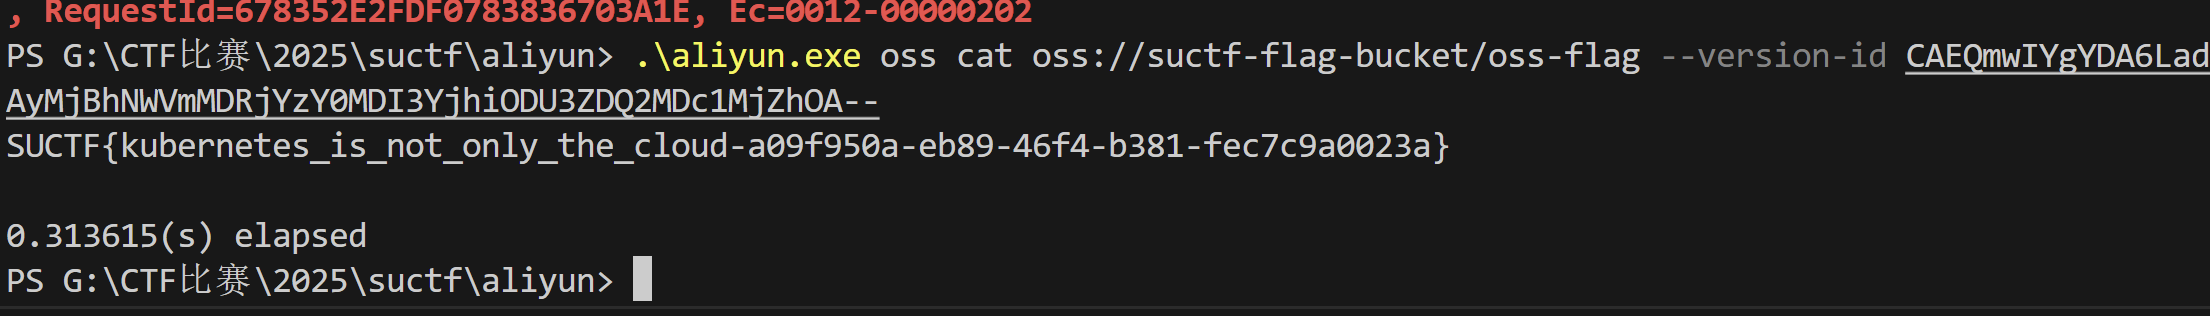 , RequestId=678352E2FDF0783836703A1E, Ec=0012-00000202
PS G:\CTF比赛\2025\suctf\aliyun> .\aliyun.exe oss cat oss://suctf-flag-bucket/oss-flag --version-id CAEQmwIYgYDA6Lad
AyMjBhNWVmMDRjYzY0MDI3YjhiODU3ZDQ2MDc1MjZhOA--
SUCTF{kubernetes_is_not_only_the_cloud-a09f950a-eb89-46f4-b381-fec7c9a0023a}
0.313615(s) elapsed
PS G:\CTF比赛\2025\suctf\aliyun>